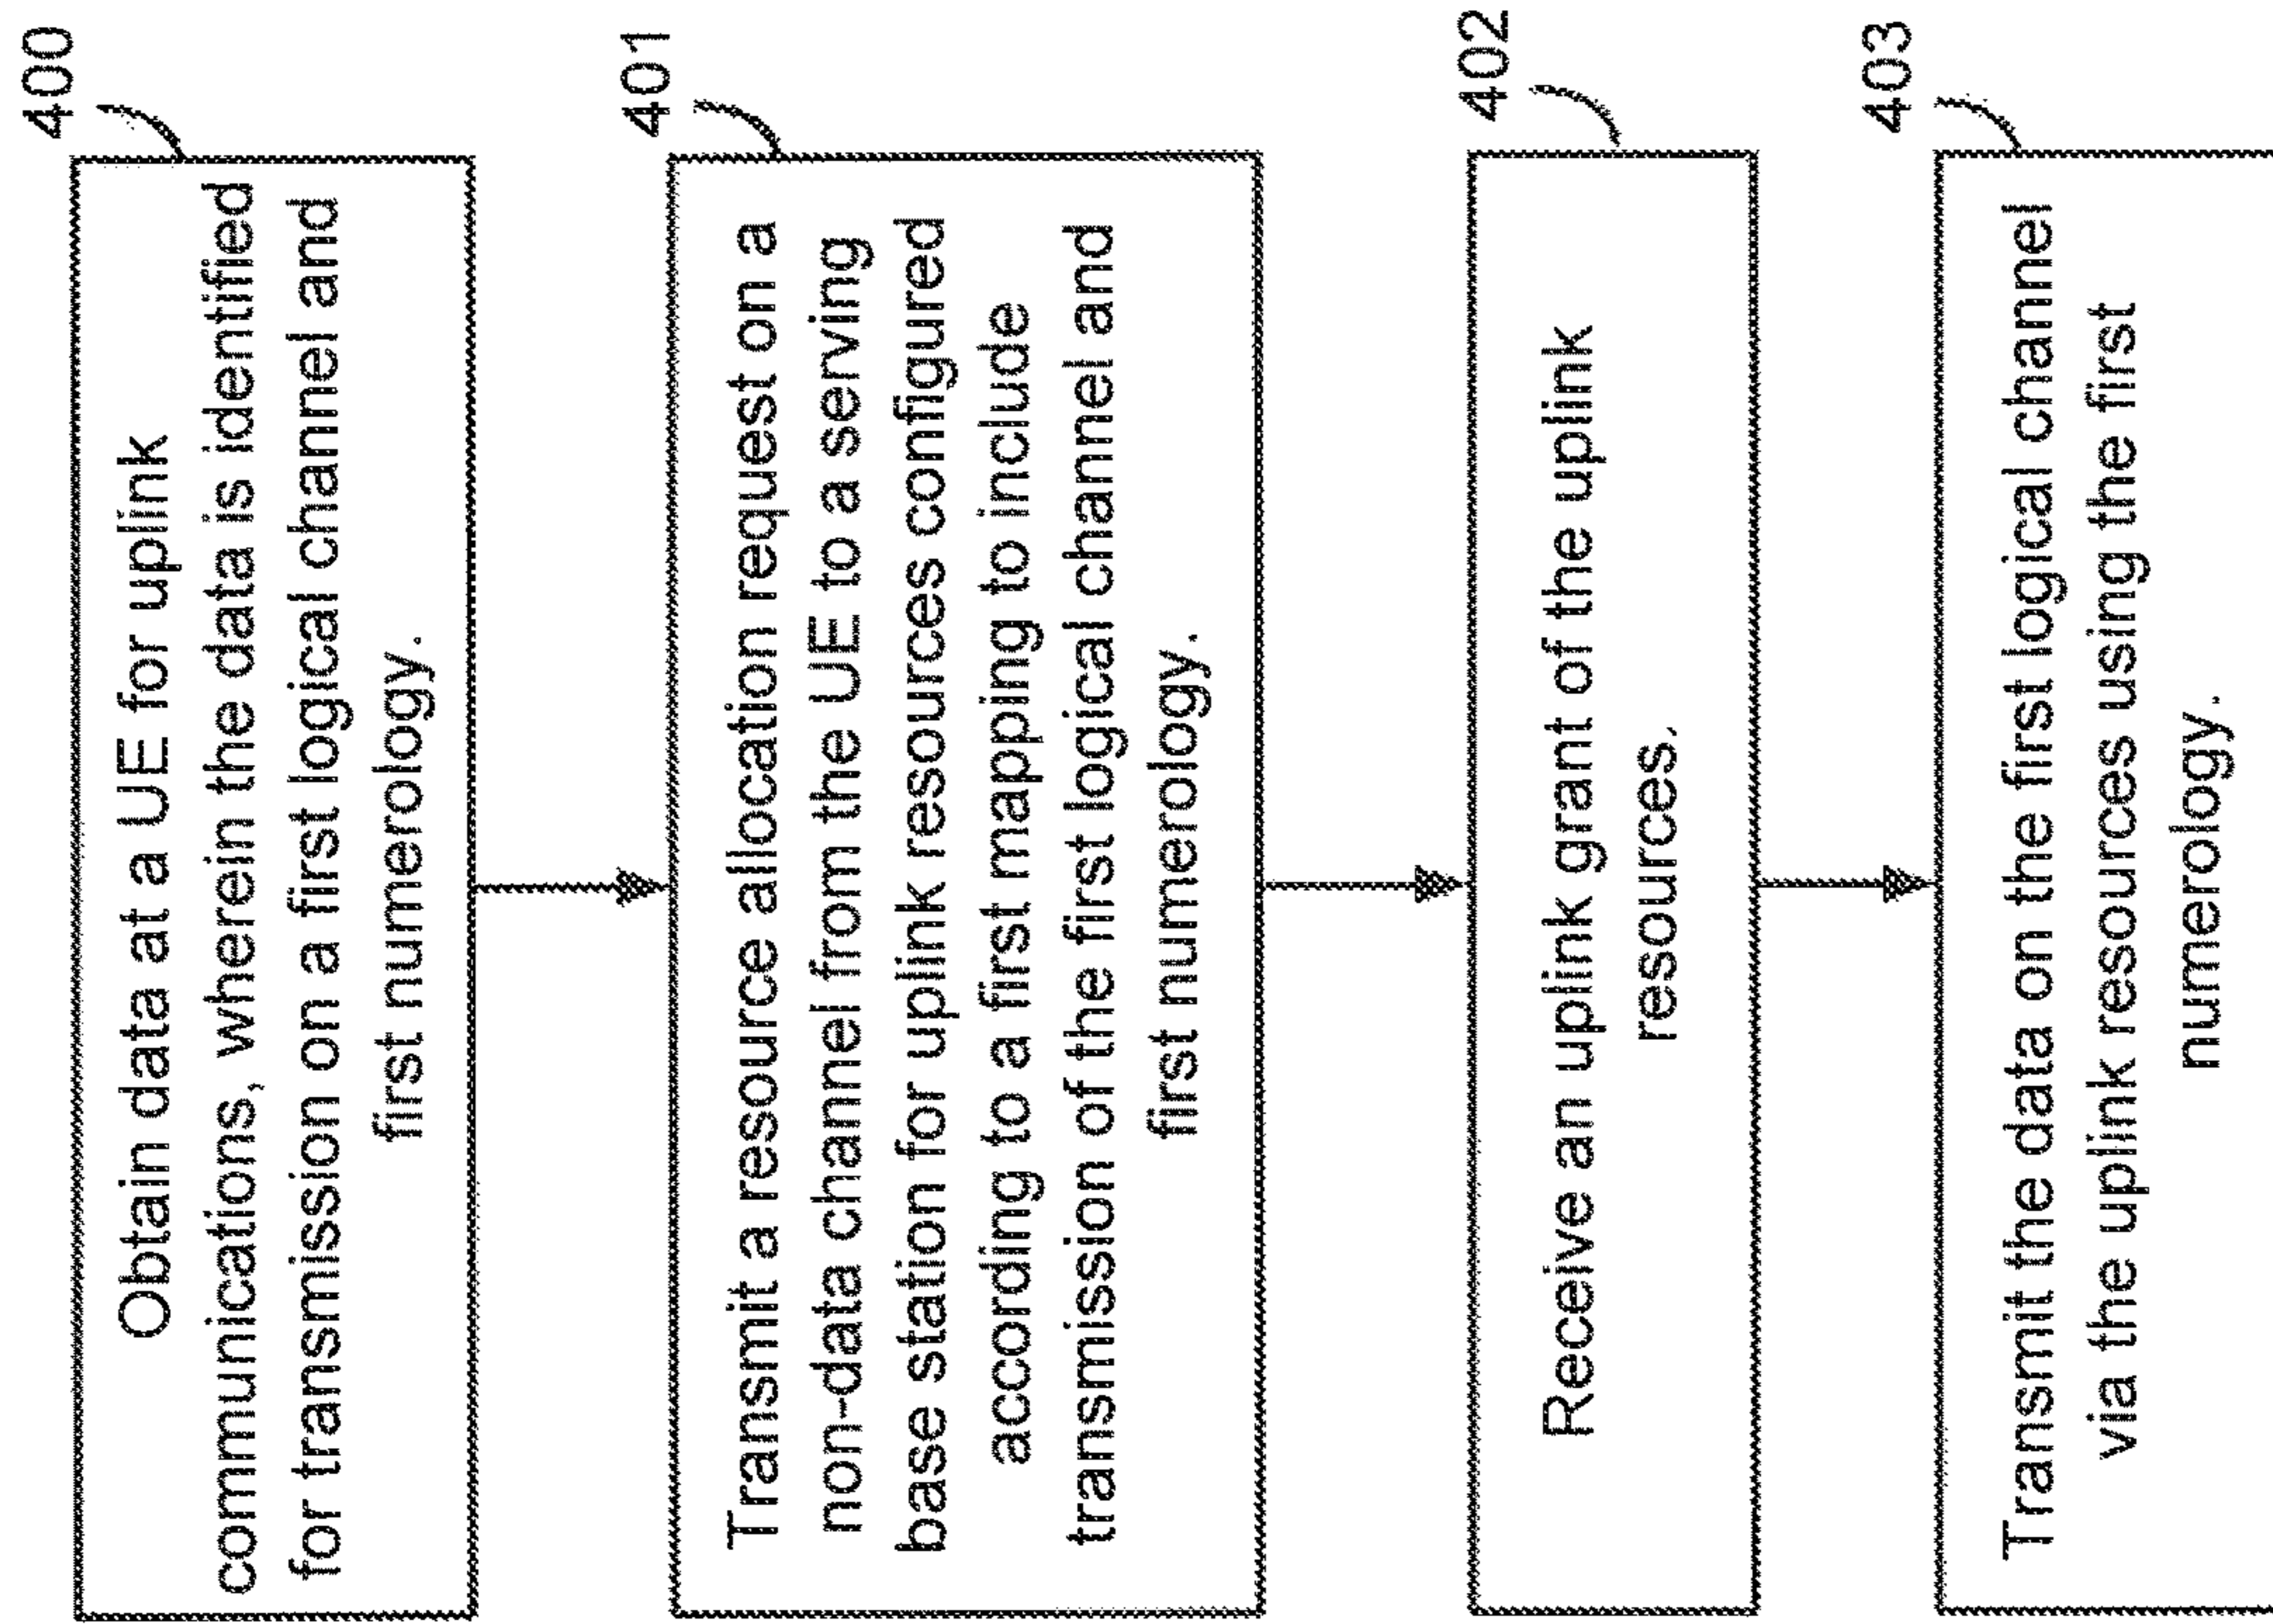 400
Obtain data at a UE for uplink
communications, wherein the data is identified
for transmission on a first logical channel and
first numerology.
401
Transmit a resource allocation request on a
non-data channel from the UE to a serving
base station for uplink resources configured
according to a first mapping to include
transmission of the first logical channel and
first numerology.
402
Receive an uplink grant of the uplink
resources.
403
Transmit the data on the first logical channel
via the uplink resources using the first
numerology.